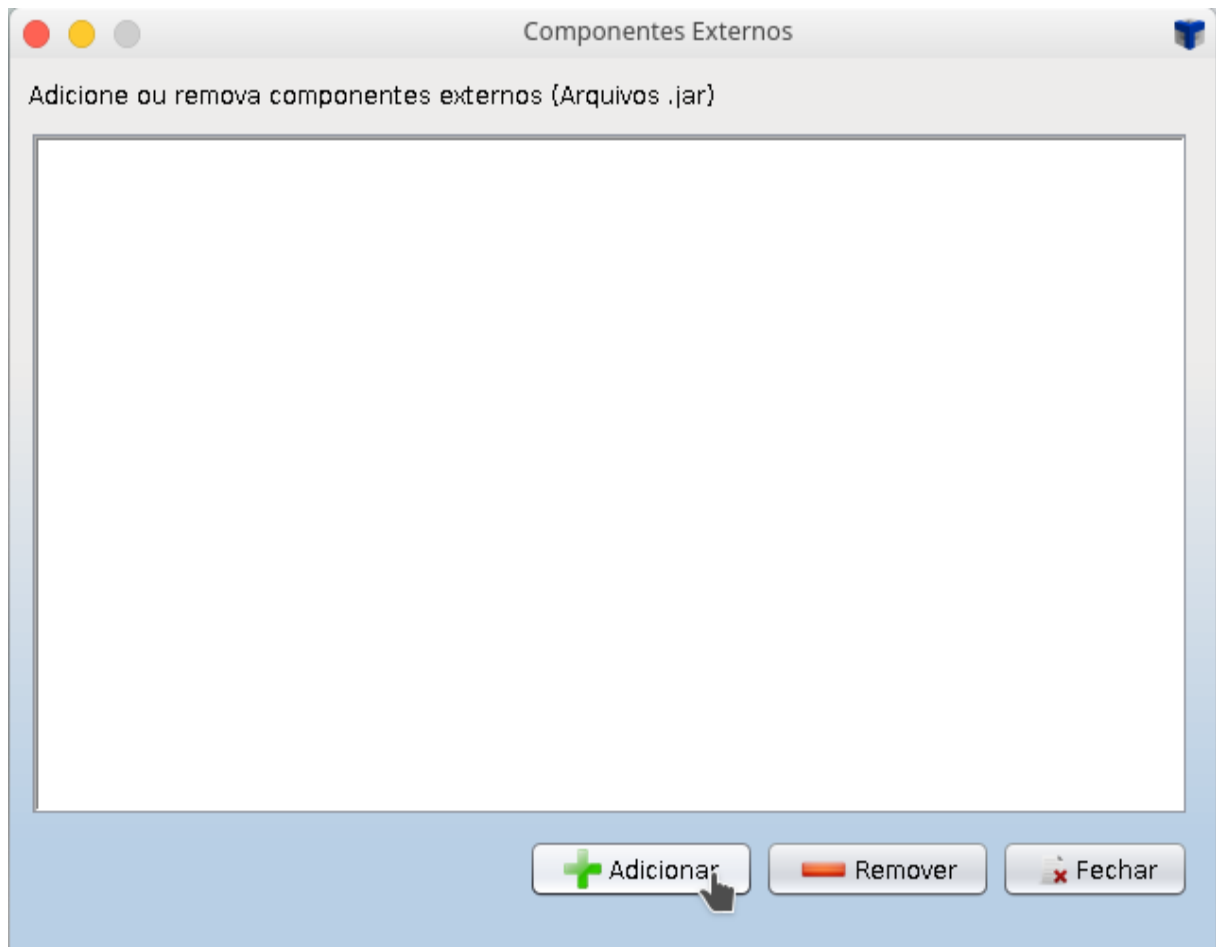 Componentes Externos
Adicione ou remova componentes externos (Arquivos .jar)
Adicionar
Remover
Fechar